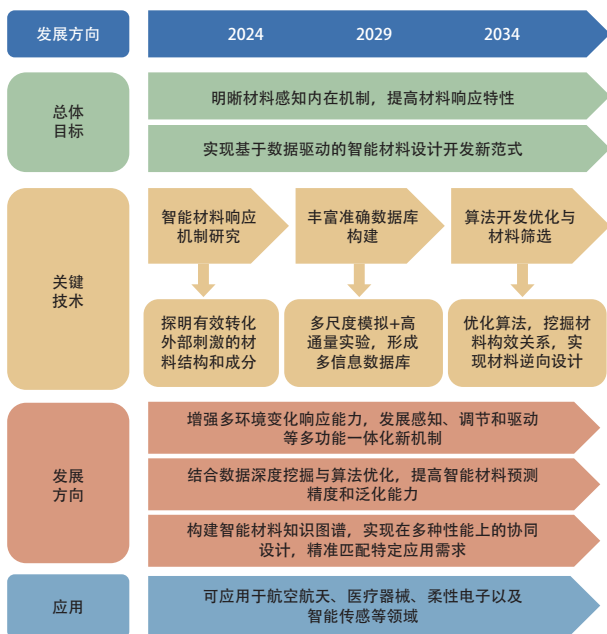 发展方向
2024 2029 2034
总体
目标
明晰材料感知内在机制，提高材料响应特性
实现基于数据驱动的智能材料设计开发新范式
关键
技术
智能材料响应
机制研究
丰富准确数据库
构建
算法开发优化与
材料筛选
探明有效转化
外部刺激的材
料结构和成分
多尺度模拟+高
通量实验，形成
多信息数据库
优化算法，挖掘材
料构效关系，实
现材料逆向设计
发展
方向
增强多环境变化响应能力，发展感知、调节和驱动
等多功能一体化新机制
结合数据深度挖掘与算法优化，提高智能材料预测
精度和泛化能力
构建智能材料知识图谱，实现在多种性能上的协同
设计，精准匹配特定应用需求
应用
可应用于航空航天、医疗器械、柔性电子以及
智能传感等领域